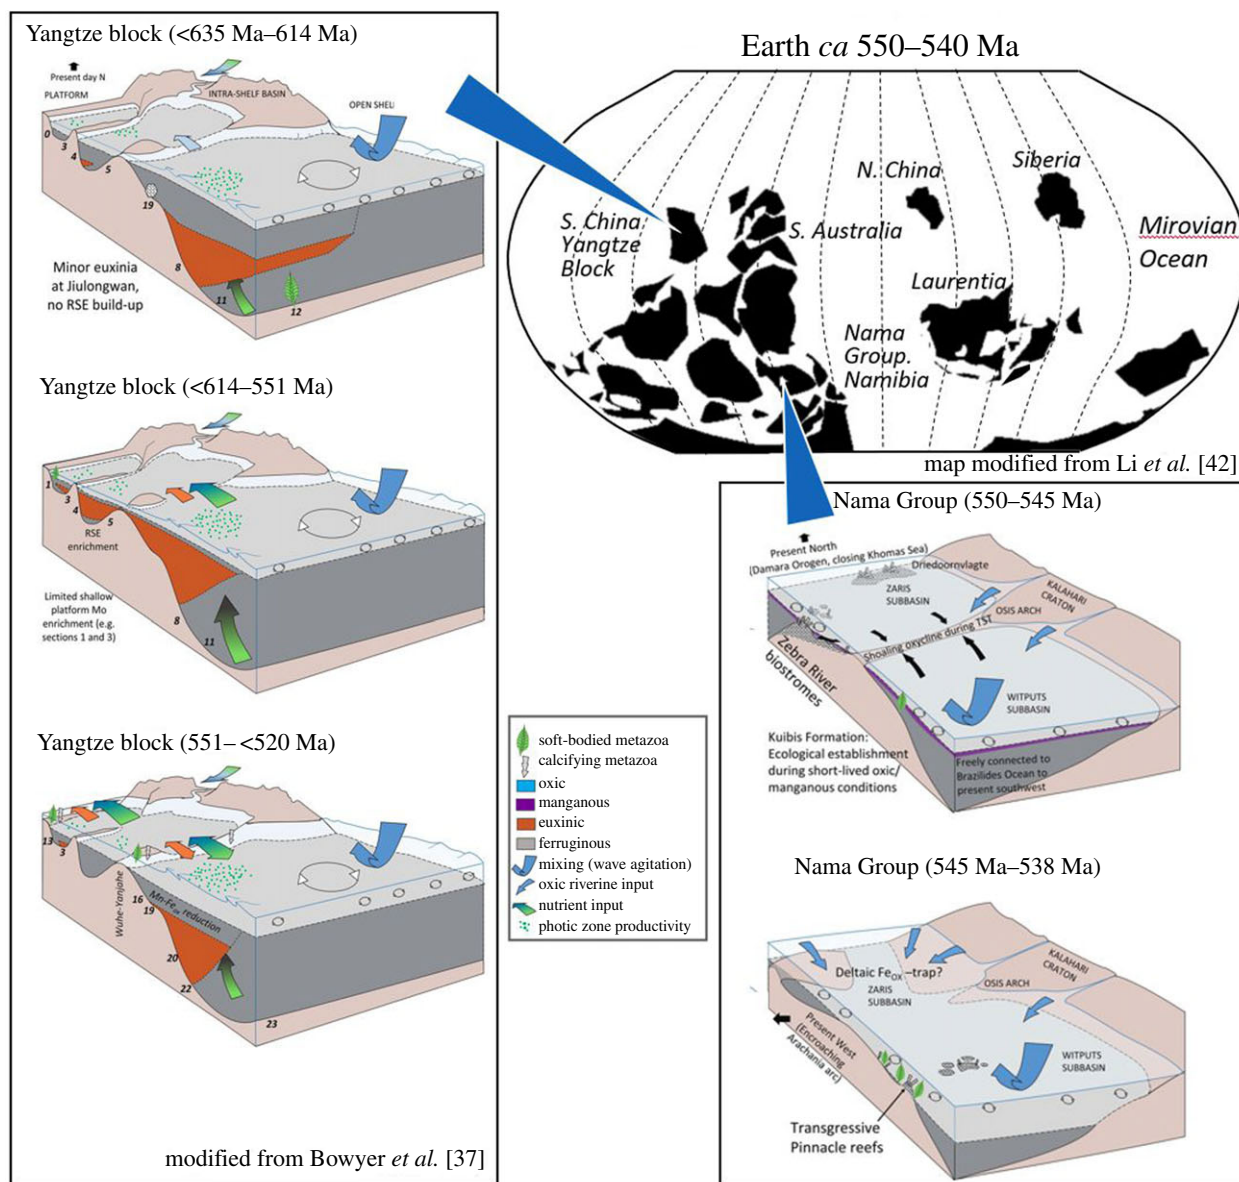 Yangtze block (<635 Ma–614 Ma)
Present day N
PLATFORM
INTRA-SHELF BASIN
OPEN SHEL
0
3
4
5
19
8
11
12
Minor euxinia
at Jiulongwan,
no RSE build-up
Yangtze block (<614–551 Ma)
1
3
4
5
RSE
enrichment
Limited shallow
platform Mo
enrichment (e.g.
sections 1 and 3)
8
11
Yangtze block (551– <520 Ma)
13
3
Wuhe-Yanjahe
16
19
Mn-Feox reduction
20
22
23
modified from Bowyer et al. [37]
Earth ca 550–540 Ma
S. China
Yangtze
Block
S. Australia
N. China
Siberia
Mirovian
Ocean
Laurentia
Nama
Group.
Namibia
map modified from Li et al. [42]
soft-bodied metazoa
calcifying metazoa
oxic
manganous
euxinic
ferruginous
mixing (wave agitation)
oxic riverine input
nutrient input
photic zone productivity
Nama Group (550–545 Ma)
Present North
(Damara Orogen, closing Khomas Sea)
Driedoornvlagte
ZARIS
SUBBASIN
KALAHARI
CRATON
OSIS ARCH
Shoaling oxycline during TST
Zebra River
biostromes
WITPUTS
SUBBASIN
Kuibis Formation:
Ecological establishment
during short-lived oxic/
manganous conditions
Freely connected to
Brazilides Ocean to
present southwest
Nama Group (545 Ma–538 Ma)
Deltaic FeOX –trap?
ZARIS
SUBBASIN
KALAHARI
CRATON
OSIS ARCH
Present West
(Encroaching
Arachania arc)
WITPUTS
SUBBASIN
Transgressive
Pinnacle reefs